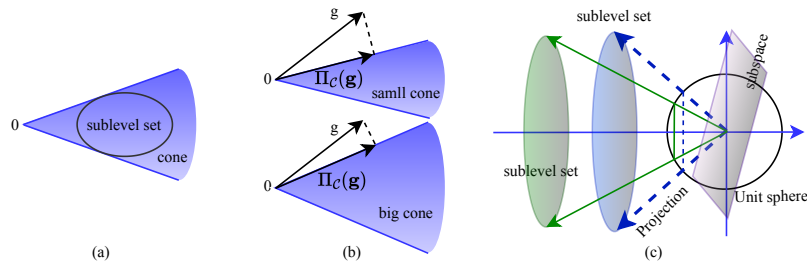 0
sublevel set
cone
(a)
g
0
Π_C(g)
samll cone
g
0
Π_C(g)
big cone
(b)
sublevel set
subspace
sublevel set
Projection
Unit sphere
(c)